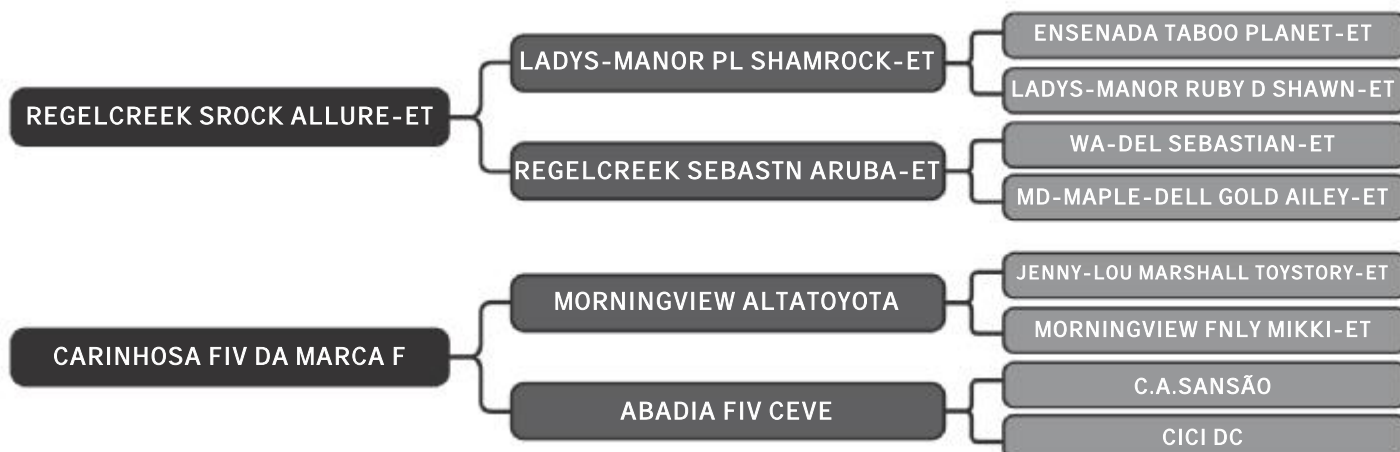 REGELCREEK SROCK ALLURE-ET
LADYS-MANOR PL SHAMROCK-ET
ENSENADA TABOO PLANET-ET
LADYS-MANOR RUBY D SHAWN-ET
REGELCREEK SEBASTN ARUBA-ET
WA-DEL SEBASTIAN-ET
MD-MAPLE-DELL GOLD AILEY-ET
CARINHOSA FIV DA MARCA F
MORNINGVIEW ALTATOYOTA
JENNY-LOU MARSHALL TOYSTORY-ET
MORNINGVIEW FNLY MIKKI-ET
ABADIA FIV CEVE
C.A.SANSÃO
CICI DC